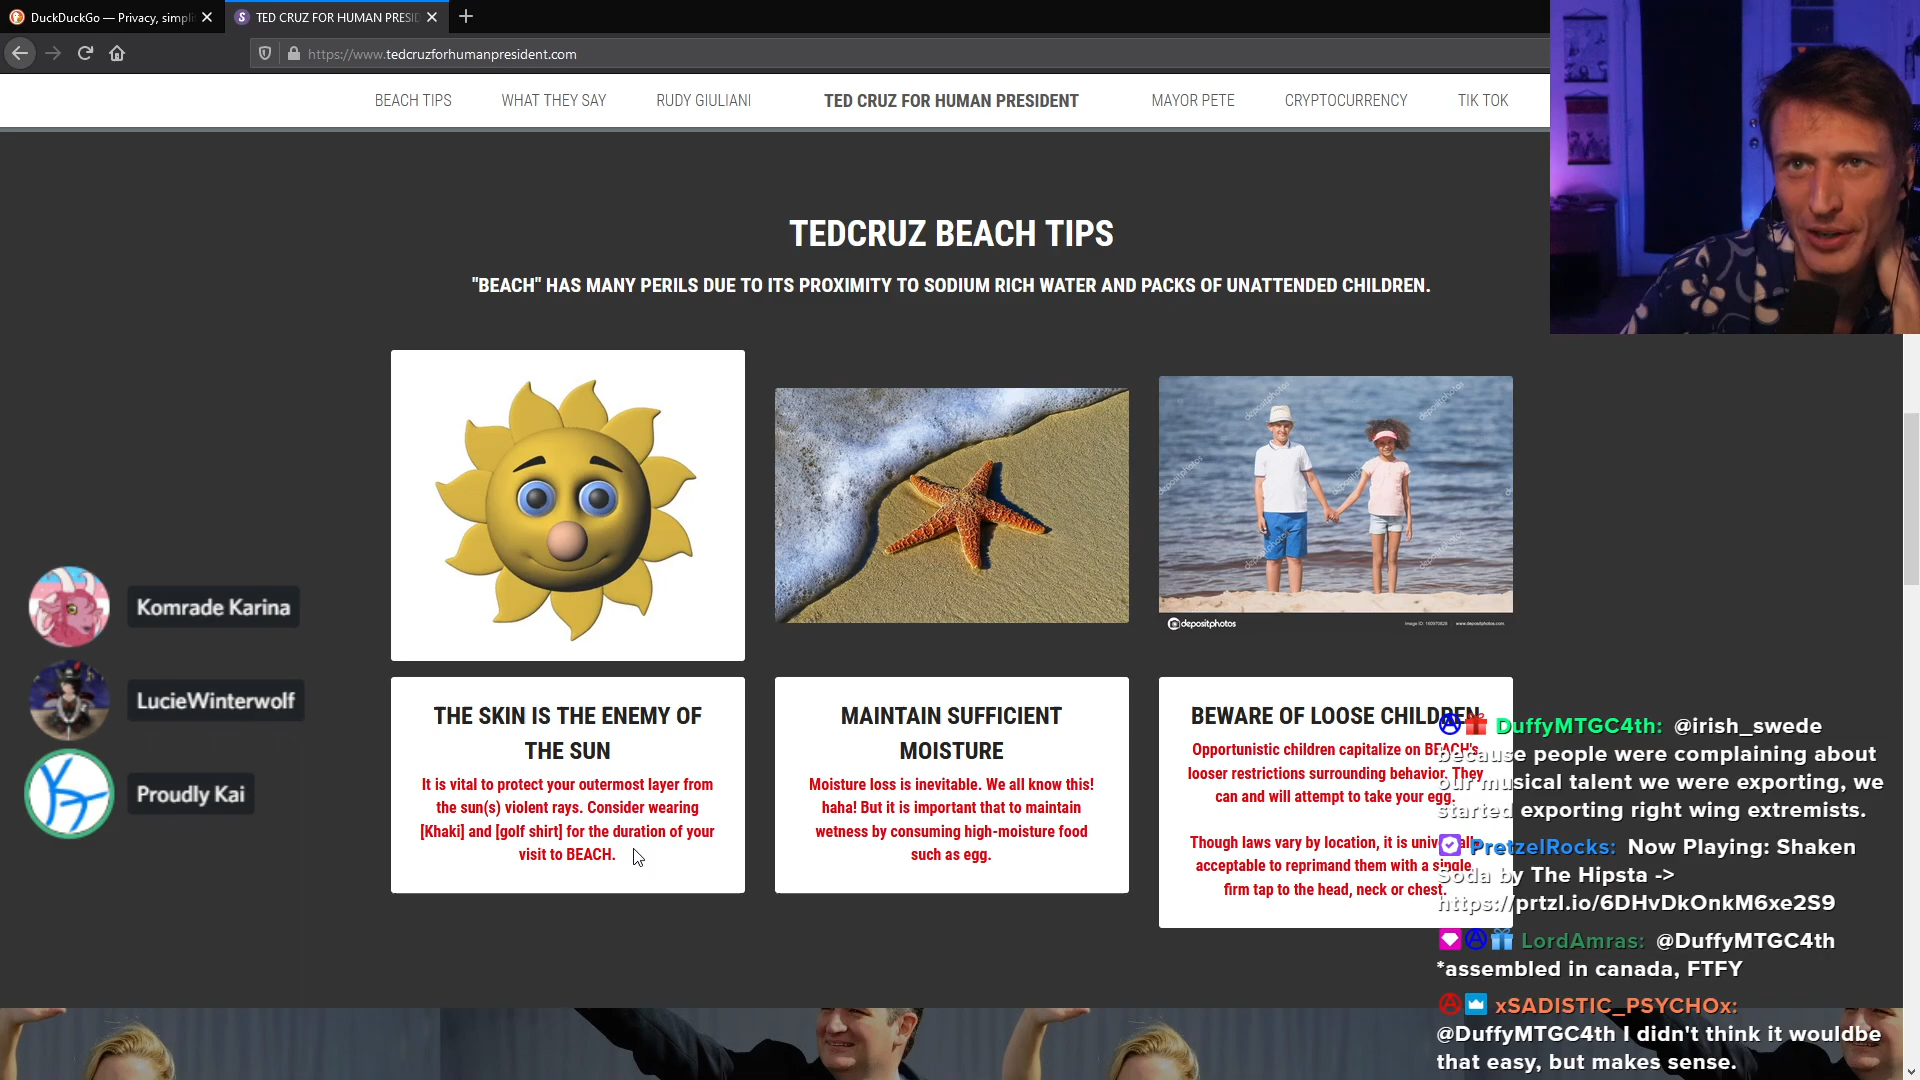 DuckDuckGo — Privacy, simpli
TED CRUZ FOR HUMAN PRESID
https://www.tedcruzforhumanpresident.com
BEACH TIPS
WHAT THEY SAY
RUDY GIULIANI
TED CRUZ FOR HUMAN PRESIDENT
MAYOR PETE
CRYPTOCURRENCY
TIK TOK
TEDCRUZ BEACH TIPS
"BEACH" HAS MANY PERILS DUE TO ITS PROXIMITY TO SODIUM RICH WATER AND PACKS OF UNATTENDED CHILDREN.
depositphotos
THE SKIN IS THE ENEMY OF
THE SUN
It is vital to protect your outermost layer from
the sun(s) violent rays. Consider wearing
[Khaki] and [golf shirt] for the duration of your
visit to BEACH.
MAINTAIN SUFFICIENT
MOISTURE
Moisture loss is inevitable. We all know this!
haha! But it is important that to maintain
wetness by consuming high-moisture food
such as egg.
BEWARE OF LOOSE CHILDREN
Opportunistic children capitalize on BEACH's
looser restrictions surrounding behavior. They
can and will attempt to take your egg.
Though laws vary by location, it is universally
acceptable to reprimand them with a single,
firm tap to the head, neck or chest.
Komrade Karina
LucieWinterwolf
Proudly Kai
DuffyMTGC4th: @irish_swede
because people were complaining about
our musical talent we were exporting, we
started exporting right wing extremists.
PretzelRocks: Now Playing: Shaken
Soda by The Hipsta ->
https://prtzl.io/6DHvDkOnkM6xe2S9
LordAmras: @DuffyMTGC4th
*assembled in canada, FTFY
xSADISTIC_PSYCHOx:
@DuffyMTGC4th I didn't think it wouldbe
that easy, but makes sense.